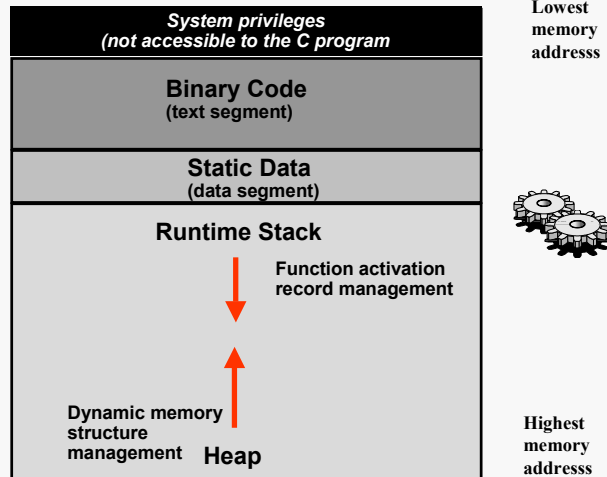 System privileges
(not accessible to the C program
Lowest
memory
addresss
Binary Code
(text segment)
Static Data
(data segment)
Runtime Stack
Function activation
record management
Dynamic memory
structure
management
Heap
Highest
memory
addresss